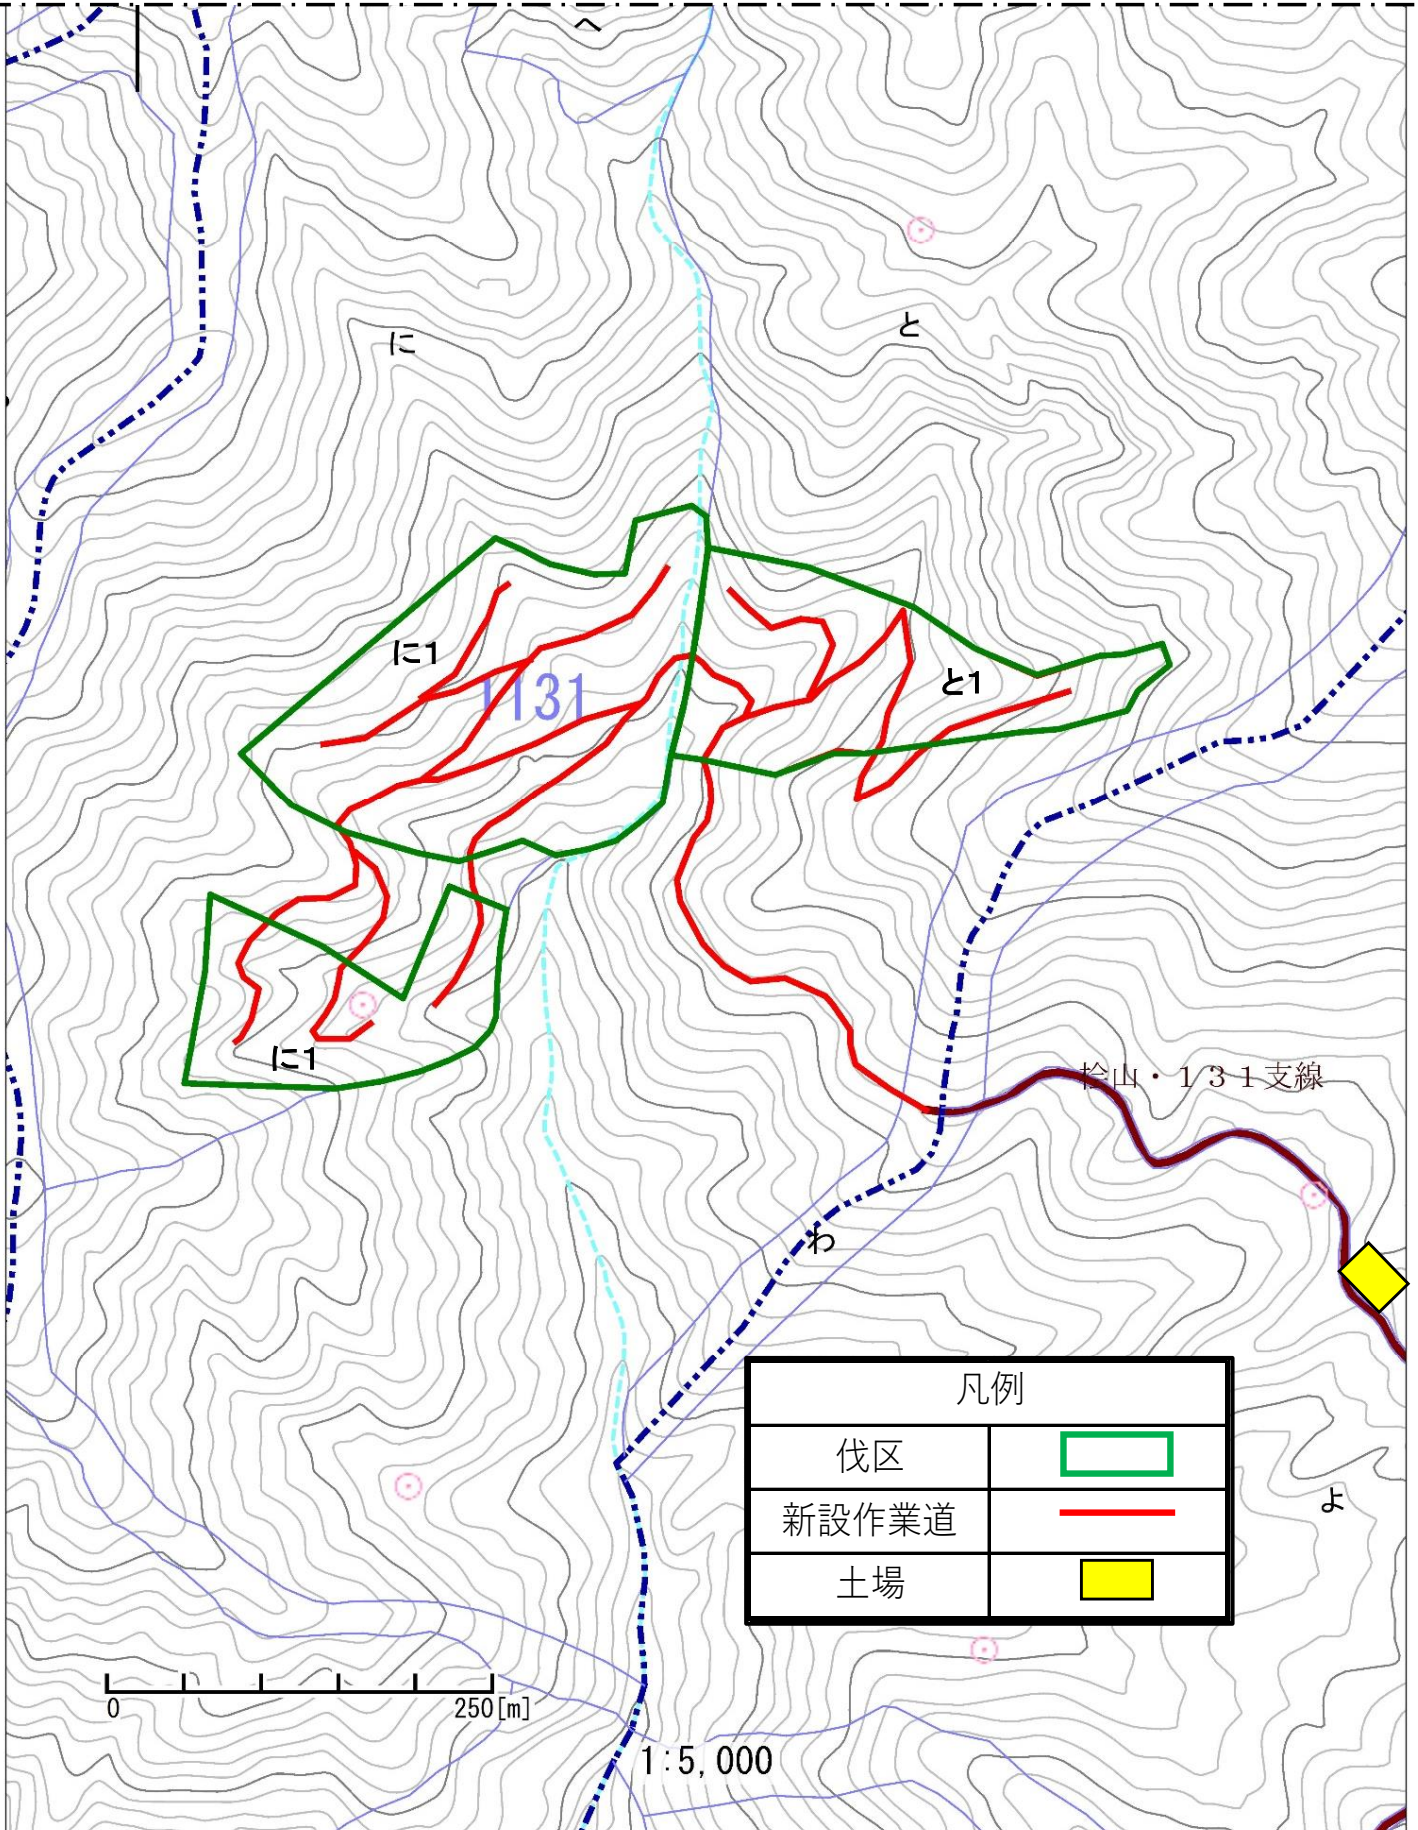 へ
に
と
に1
1131
と1
に1
桧山・131支線
わ
凡例
伐区
新設作業道
土場
よ
0
250[m]
1:5,000